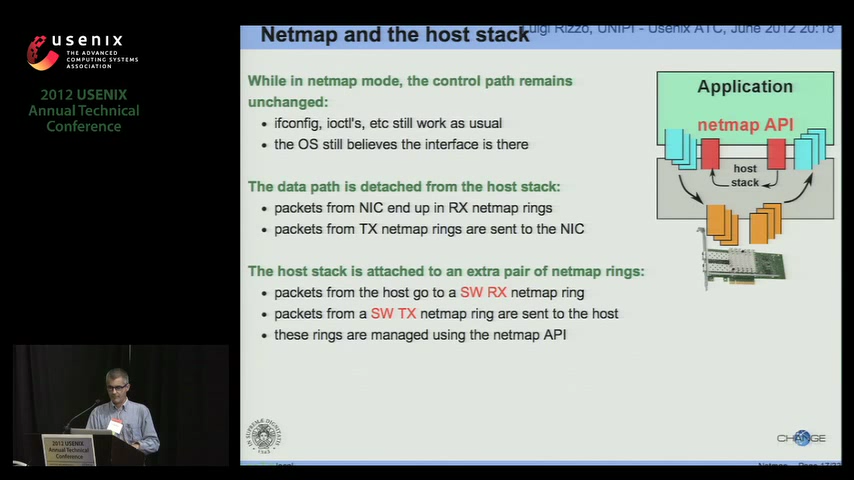 usenix
THE ADVANCED
COMPUTING SYSTEMS
ASSOCIATION
2012 USENIX
Annual Technical
Conference
Luigi Rizzo, UNIPI - Usenix ATC, June 2012 20:18
Netmap and the host stack
While in netmap mode, the control path remains
unchanged:
• ifconfig, ioctl's, etc still work as usual
• the OS still believes the interface is there
The data path is detached from the host stack:
• packets from NIC end up in RX netmap rings
• packets from TX netmap rings are sent to the NIC
The host stack is attached to an extra pair of netmap rings:
• packets from the host go to a SW RX netmap ring
• packets from a SW TX netmap ring are sent to the host
• these rings are managed using the netmap API
Application
netmap API
host
stack
CHANGE
2012 USENIX
Annual Technical
Conference